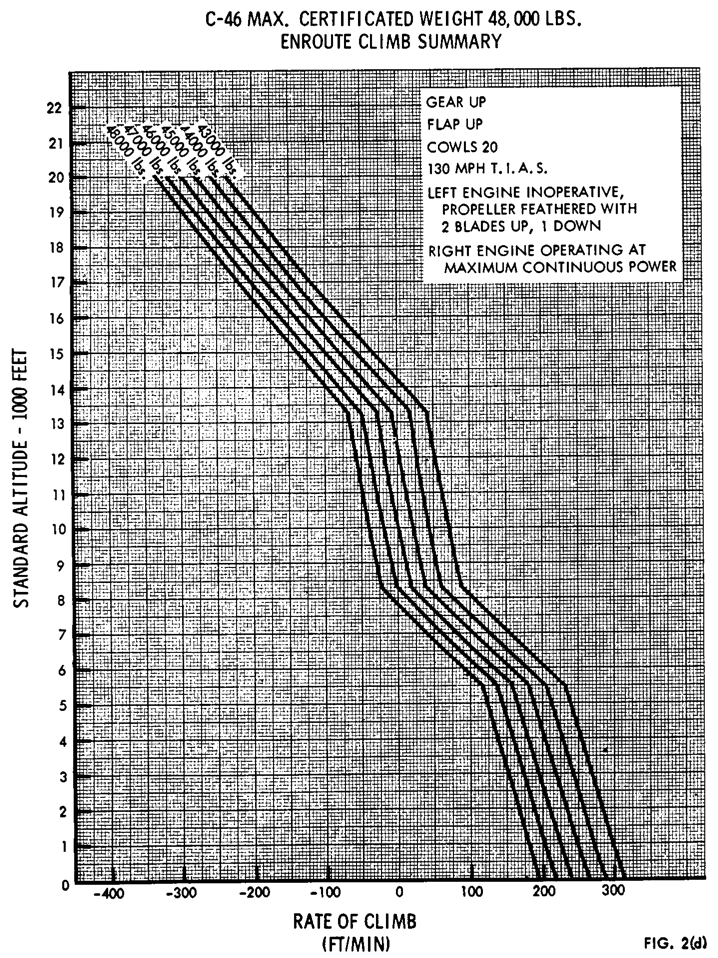 C-46 MAX. CERTIFICATED WEIGHT 48,000 LBS.
ENROUTE CLIMB SUMMARY
GEAR UP
FLAP UP
COWLS 20
130 MPH T.I.A.S.
LEFT ENGINE INOPERATIVE,
PROPELLER FEATHERED WITH
2 BLADES UP, 1 DOWN
RIGHT ENGINE OPERATING AT
MAXIMUM CONTINUOUS POWER
48000 lbs.
47000 lbs.
46000 lbs.
45000 lbs.
44000 lbs.
43000 lbs.
STANDARD ALTITUDE - 1000 FEET
22
21
20
19
18
17
16
15
14
13
12
11
10
9
8
7
6
5
4
3
2
1
0
-400 -300 -200 -100 0 100 200 300
RATE OF CLIMB
(FT/MIN)
FIG. 2(d)